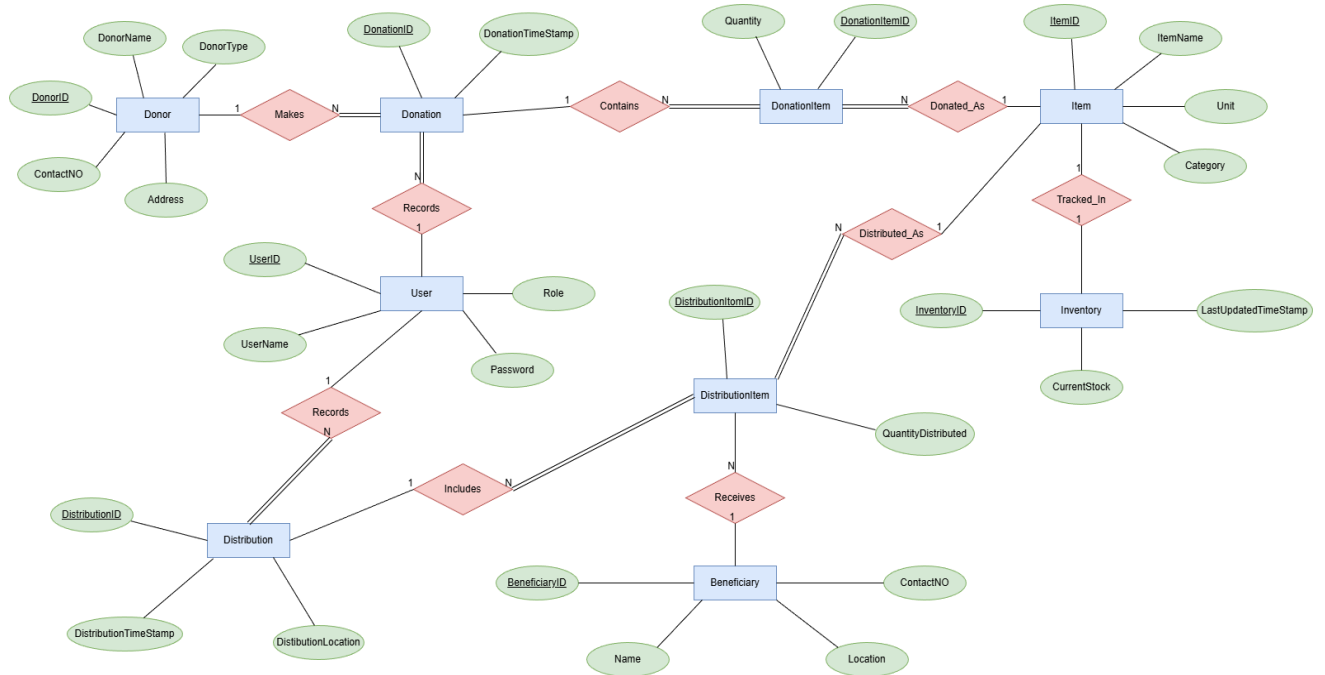 DonationID
Quantity
DonationItemID
ItemID
DonorName
DonationTimeStamp
ItemName
DonorType
DonorID
Donor
1
Makes
N
Donation
1
Contains
N
DonationItem
N
Donated_As
1
Item
Unit
ContactNO
Address
Category
N
Records
1
1
Tracked_In
1
N
Distributed_As
1
UserID
User
Role
UserName
Password
DistributionItomID
InventoryID
Inventory
LastUpdatedTimeStamp
CurrentStock
1
Records
N
DistributionItem
QuantityDistributed
1
Includes
N
N
Receives
1
DistributionID
Distribution
DistributionTimeStamp
DistibutionLocation
BeneficiaryID
Beneficiary
ContactNO
Name
Location